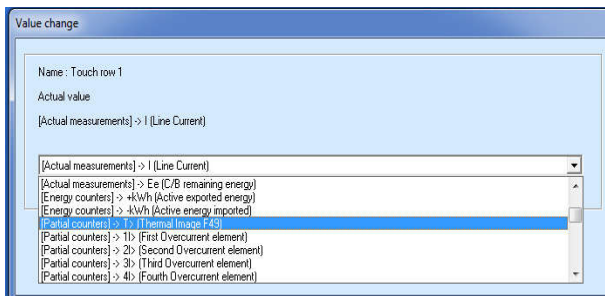 Value change
Name : Touch row 1
Actual value
[Actual measurements] -> I (Line Current)
[Actual measurements] -> I (Line Current)
[Actual measurements] -> Ee (C/B remaining energy)
[Energy counters] -> +kWh (Active exported energy)
[Energy counters] -> -kWh (Active energy imported)
[Partial counters] -> T> (Thermal Image F49)
[Partial counters] -> 1I> (First Overcurrent element)
[Partial counters] -> 2I> (Second Overcurrent element)
[Partial counters] -> 3I> (Third Overcurrent element)
[Partial counters] -> 4I> (Fourth Overcurrent element)